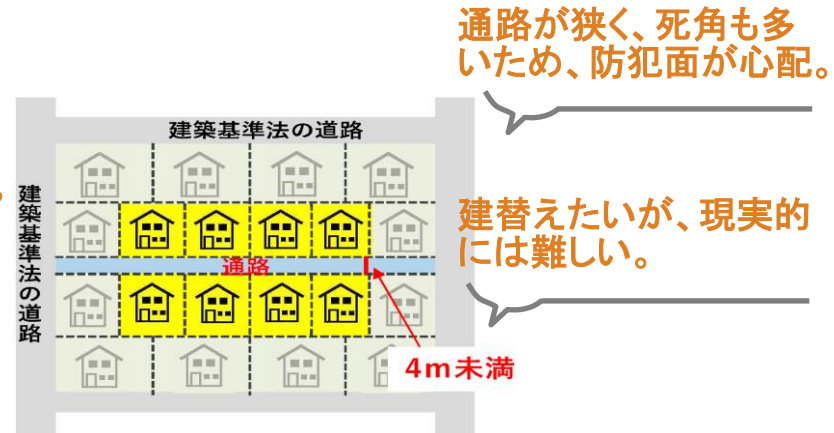 通路が狭く、死角も多
いため、防犯面が心配。
建築基準法の道路
建築基準法の道路
建替えたいが、現実的
には難しい。
通路
4m未満